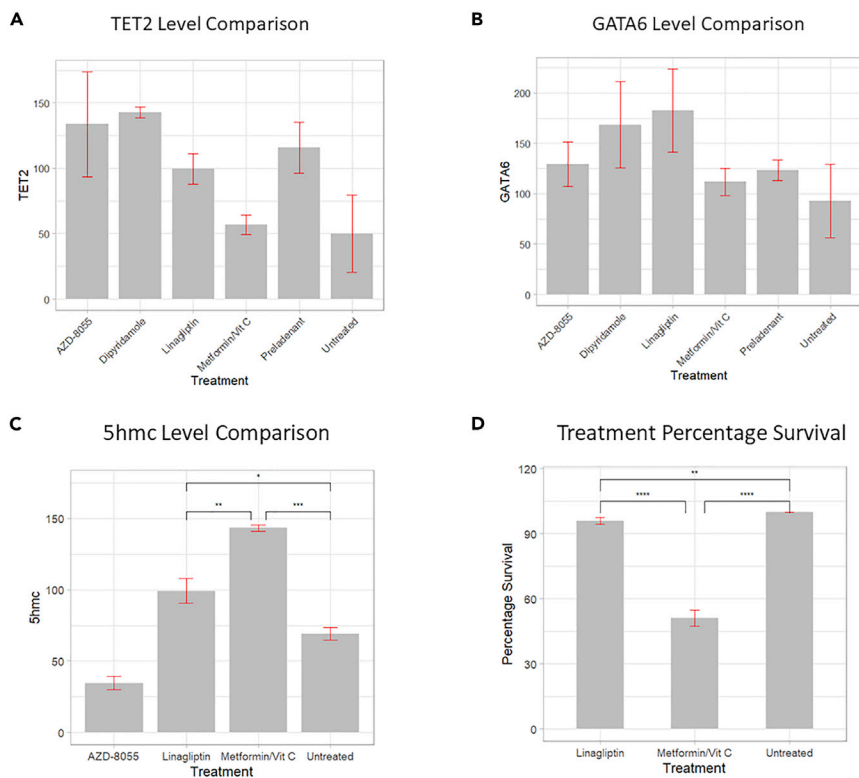 A
TET2 Level Comparison
TET2
150
100
50
0
AZD-8055
Dipyridamole
Linagliptin
Metformin/Vit C
Preladenant
Untreated
Treatment
B
GATA6 Level Comparison
GATA6
200
150
100
50
0
AZD-8055
Dipyridamole
Linagliptin
Metformin/Vit C
Preladenant
Untreated
Treatment
C
5hmc Level Comparison
5hmc
150
100
50
0
*
**
***
AZD-8055
Linagliptin
Metformin/Vit C
Untreated
Treatment
D
Treatment Percentage Survival
Percentage Survival
120
90
60
30
0
**
****
****
Linagliptin
Metformin/Vit C
Untreated
Treatment